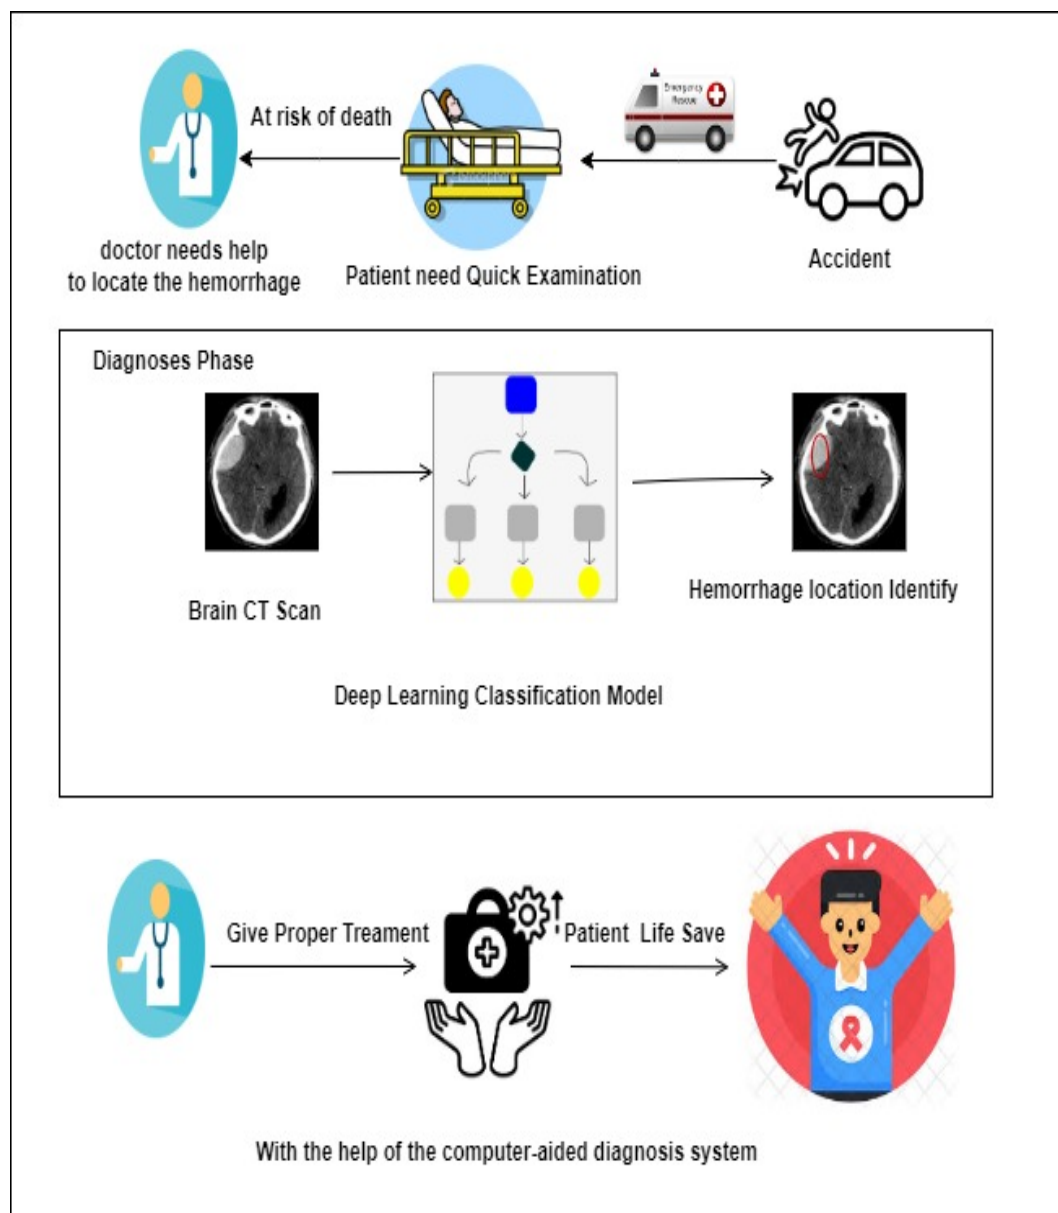 At risk of death
Emergency
Rescue
doctor needs help
to locate the hemorrhage
Patient need Quick Examination
Accident
Diagnoses Phase
Brain CT Scan
Hemorrhage location Identify
Deep Learning Classification Model
Give Proper Treament
Patient Life Save
With the help of the computer-aided diagnosis system